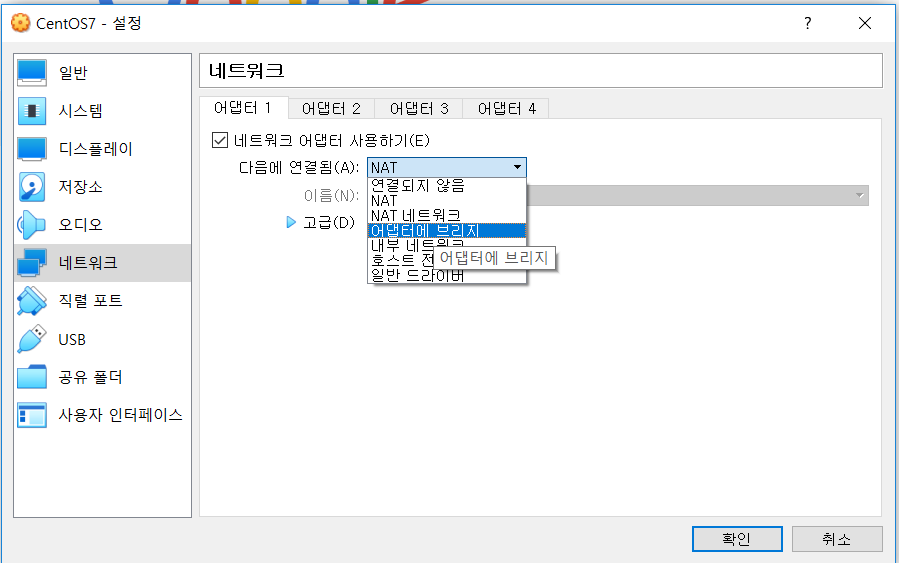 CentOS7 - 설정
?
일반
시스템
디스플레이
저장소
오디오
네트워크
직렬 포트
USB
공유 폴더
사용자 인터페이스
네트워크
어댑터 1 어댑터 2 어댑터 3 어댑터 4
네트워크 어댑터 사용하기(E)
다음에 연결됨(A): NAT
이름(N):
고급(D)
연결되지 않음
NAT
NAT 네트워크
어댑터에 브리지
내부 네트워크
호스트 전
일반 드라이버
어댑터에 브리지
확인 취소